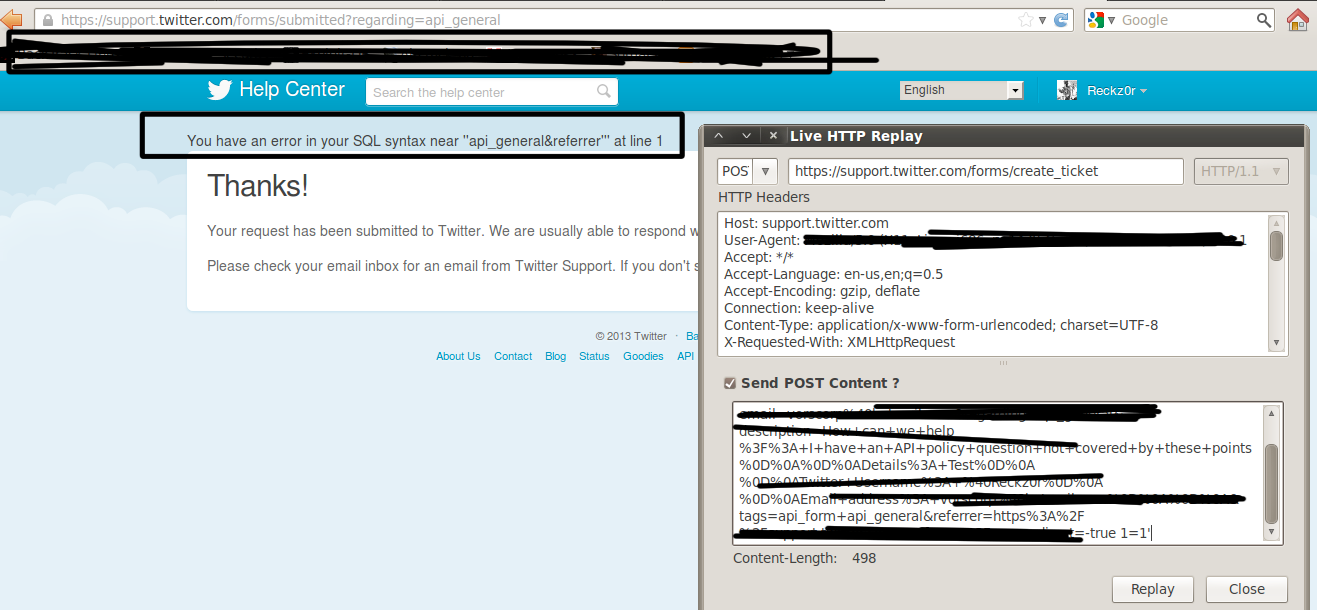 https://support.twitter.com/forms/submitted?regarding=api_general
Google
Help Center
Search the help center
English
Reckz0r
You have an error in your SQL syntax near ''api_general&referrer''' at line 1
Thanks!
Your request has been submitted to Twitter. We are usually able to respond w
Please check your email inbox for an email from Twitter Support. If you don't s
© 2013 Twitter · Ba
About Us Contact Blog Status Goodies API
Live HTTP Replay
POST
https://support.twitter.com/forms/create_ticket
HTTP/1.1
HTTP Headers
Host: support.twitter.com
User-Agent:
Accept: */*
Accept-Language: en-us,en;q=0.5
Accept-Encoding: gzip, deflate
Connection: keep-alive
Content-Type: application/x-www-form-urlencoded; charset=UTF-8
X-Requested-With: XMLHttpRequest
Send POST Content ?
description=How+can+we+help
%3F%3A+I+have+an+API+policy+question+not+covered+by+these+points
%0D%0A%0D%0ADetails%3A+Test%0D%0A
%0D%0ATwitter+Username%3A+%40Reckz0r%0D%0A
%0D%0AEmail+address%3A+
tags=api_form+api_general&referrer=https%3A%2F
=-true 1=1'
Content-Length: 498
Replay
Close